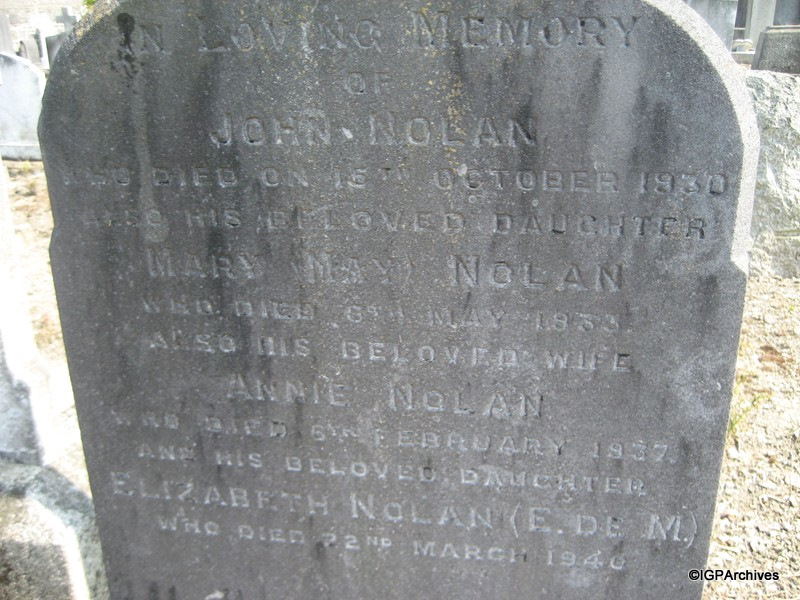 IN LOVING MEMORY
OF
JOHN NOLAN
WHO DIED ON 15TH OCTOBER 1930
ALSO HIS BELOVED DAUGHTER
MARY (MAY) NOLAN
WHO DIED 8TH MAY 1933.
ALSO HIS BELOVED WIFE
ANNIE NOLAN
WHO DIED 6TH FEBRUARY 1937.
AND HIS BELOVED DAUGHTER
ELIZABETH NOLAN (E. DE M.)
WHO DIED 22ND MARCH 1940
©IGPArchives